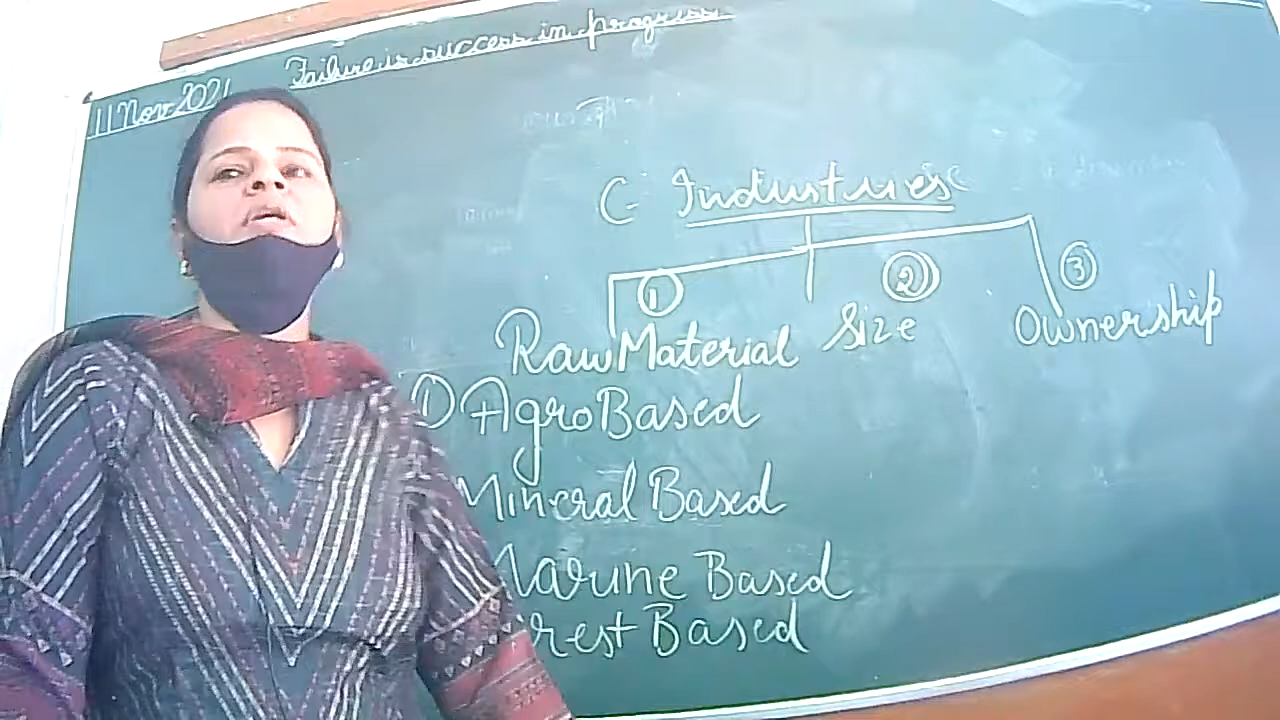 Failure is success in progress
11 Nov 2021
C Industries
① ② ③
Raw Material Size Ownership
① Agro Based
Mineral Based
Marine Based
rest Based